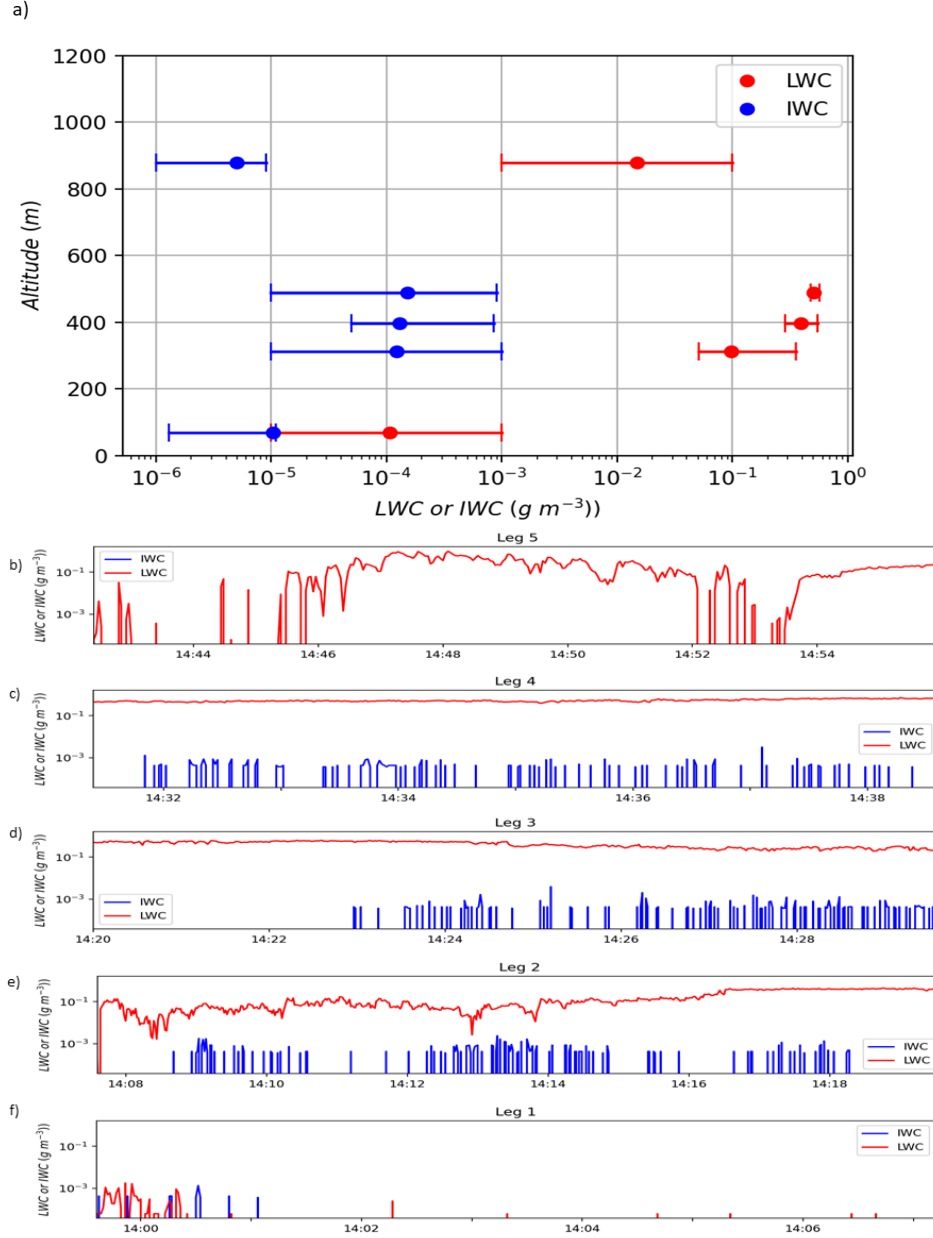 a)
1200
1000
800
600
400
200
0
Altitude (m)
LWC
IWC
10⁻⁶ 10⁻⁵ 10⁻⁴ 10⁻³ 10⁻² 10⁻¹ 10⁰
LWC or IWC (g m⁻³))
b)
Leg 5
LWC or IWC (g m⁻³))
10⁻¹
10⁻³
IWC
LWC
14:44 14:46 14:48 14:50 14:52 14:54
c)
Leg 4
LWC or IWC (g m⁻³))
10⁻¹
10⁻³
IWC
LWC
14:32 14:34 14:36 14:38
d)
Leg 3
LWC or IWC (g m⁻³))
10⁻¹
10⁻³
IWC
LWC
14:20 14:22 14:24 14:26 14:28
e)
Leg 2
LWC or IWC (g m⁻³))
10⁻¹
10⁻³
IWC
LWC
14:08 14:10 14:12 14:14 14:16 14:18
f)
Leg 1
LWC or IWC (g m⁻³))
10⁻¹
10⁻³
IWC
LWC
14:00 14:02 14:04 14:06